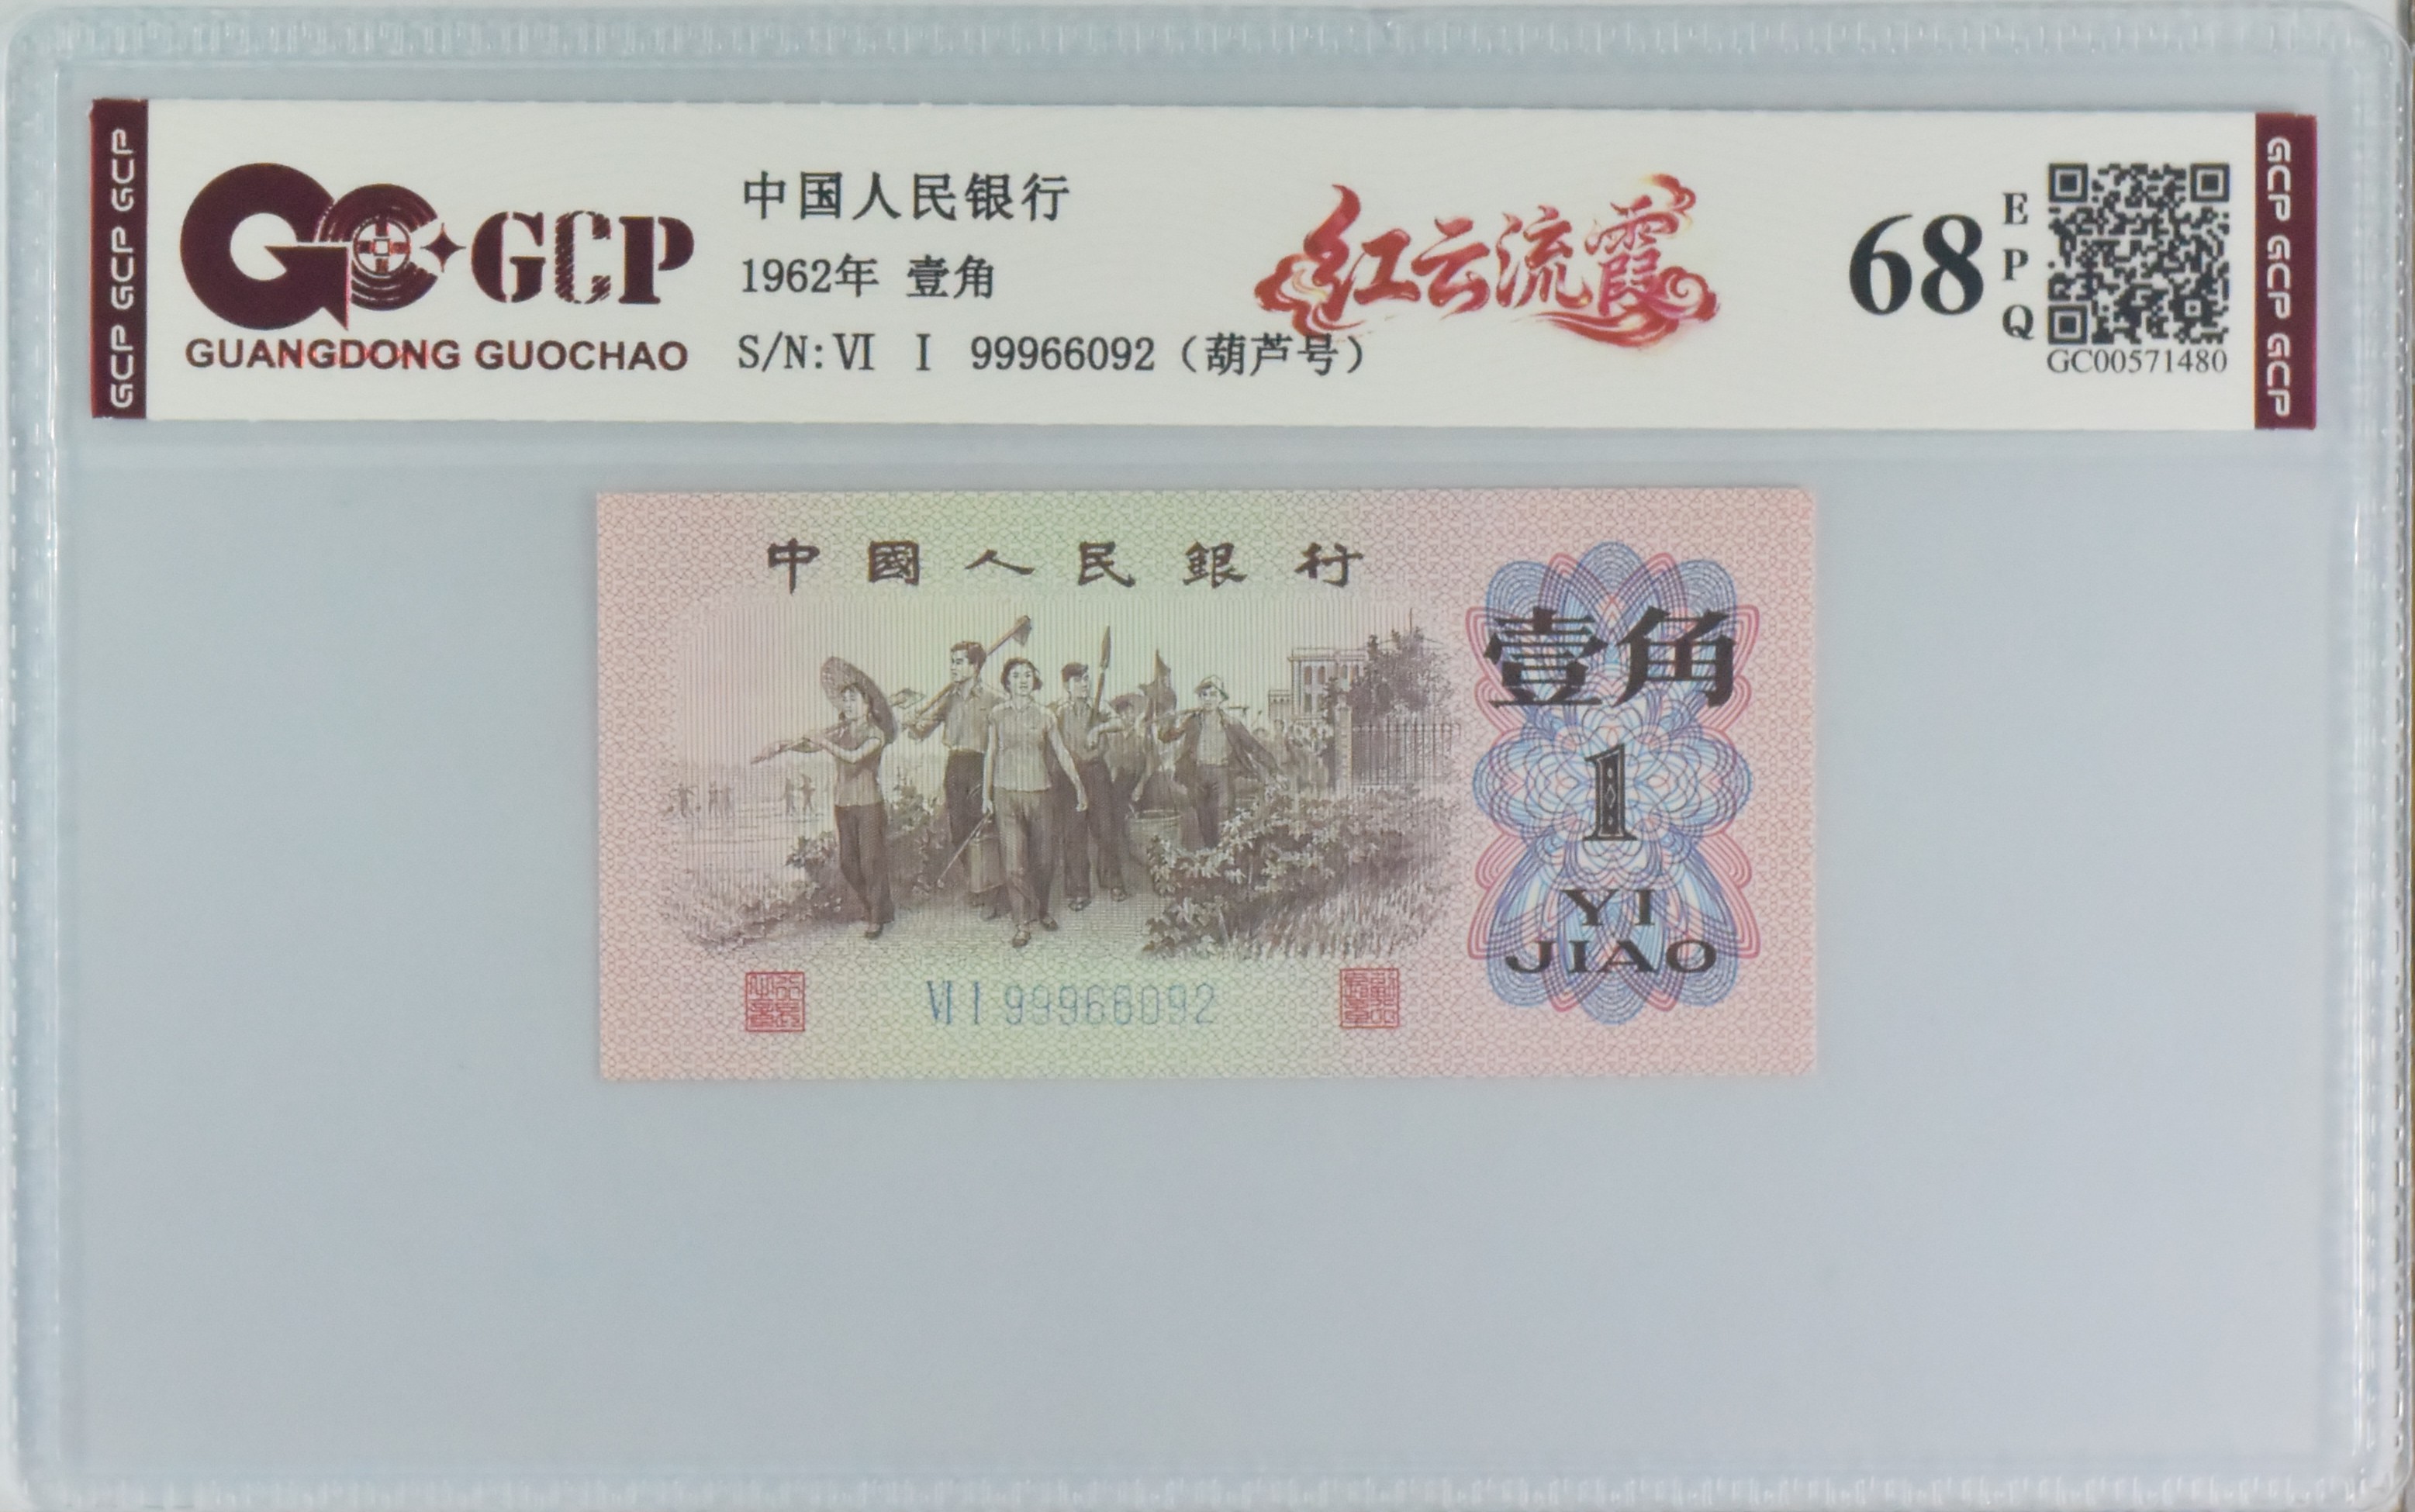 GCP GCP GCP
GCP
GUANGDONG GUOCHAO
中国人民银行
1962年 壹角
S/N: VI I 99966092（葫芦号）
红云流霞
68
E
P
Q
GC00571480
GCP GCP GCP
中國人民銀行
壹角
1
YI
JIAO
VI I 99966092